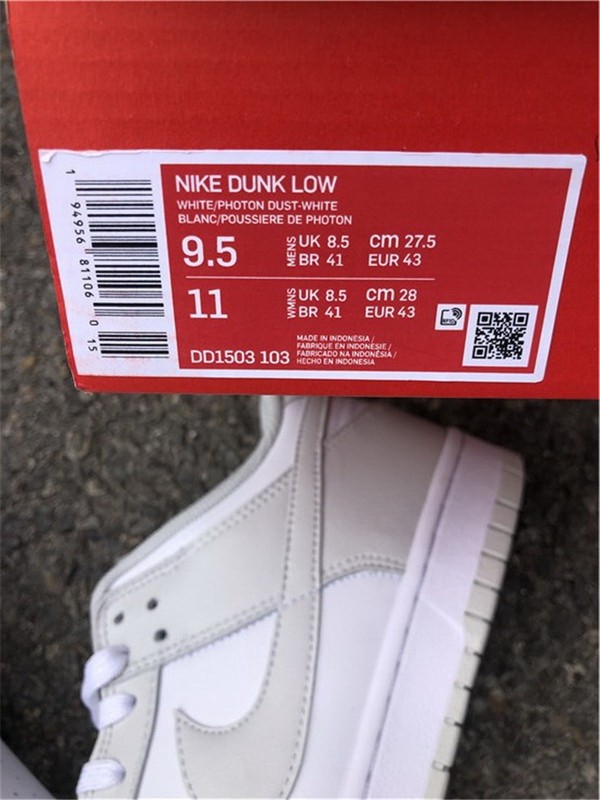 NIKE DUNK LOW
WHITE/PHOTON DUST-WHITE
BLANC/POUSSIERE DE PHOTON
9.5 MENS UK 8.5 cm 27.5
BR 41 EUR 43
11 WMNS UK 8.5 cm 28
BR 41 EUR 43
DD1503 103
MADE IN INDONESIA /
FABRIQUE EN INDONESIE /
FABRICADO NA INDONÉSIA /
HECHO EN INDONESIA
1 94956 81106 0 15